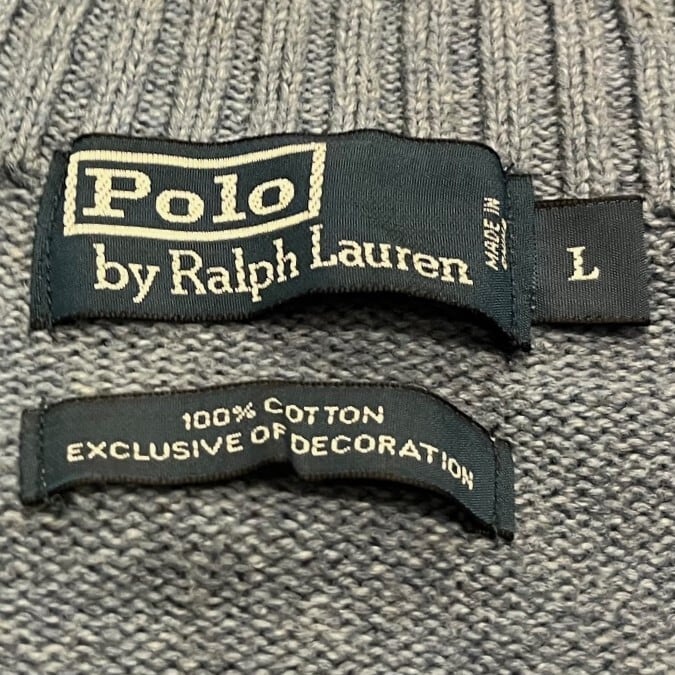 Polo
by Ralph Lauren
MADE IN
L
100% COTTON
EXCLUSIVE OF DECORATION